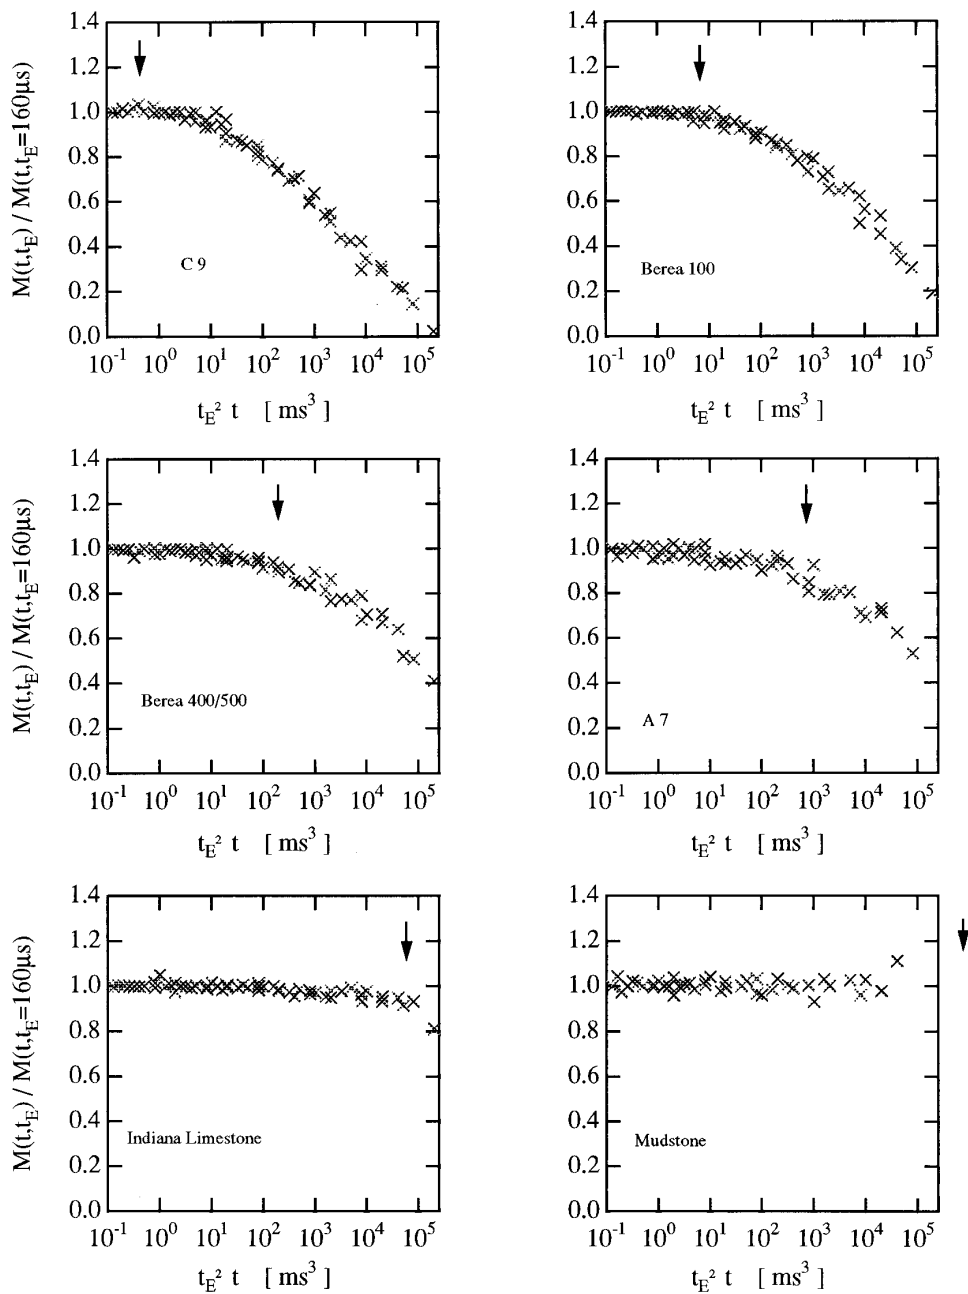 M(t,t_E) / M(t,t_E=160μs)
1.4
1.2
1.0
0.8
0.6
0.4
0.2
0.0
C 9
10^-1 10^0 10^1 10^2 10^3 10^4 10^5
t_E² t [ ms³ ]
1.4
1.2
1.0
0.8
0.6
0.4
0.2
0.0
Berea 100
10^-1 10^0 10^1 10^2 10^3 10^4 10^5
t_E² t [ ms³ ]
M(t,t_E) / M(t,t_E=160μs)
1.4
1.2
1.0
0.8
0.6
0.4
0.2
0.0
Berea 400/500
10^-1 10^0 10^1 10^2 10^3 10^4 10^5
t_E² t [ ms³ ]
1.4
1.2
1.0
0.8
0.6
0.4
0.2
0.0
A 7
10^-1 10^0 10^1 10^2 10^3 10^4 10^5
t_E² t [ ms³ ]
M(t,t_E) / M(t,t_E=160μs)
1.4
1.2
1.0
0.8
0.6
0.4
0.2
0.0
Indiana Limestone
10^-1 10^0 10^1 10^2 10^3 10^4 10^5
t_E² t [ ms³ ]
1.4
1.2
1.0
0.8
0.6
0.4
0.2
0.0
Mudstone
10^-1 10^0 10^1 10^2 10^3 10^4 10^5
t_E² t [ ms³ ]